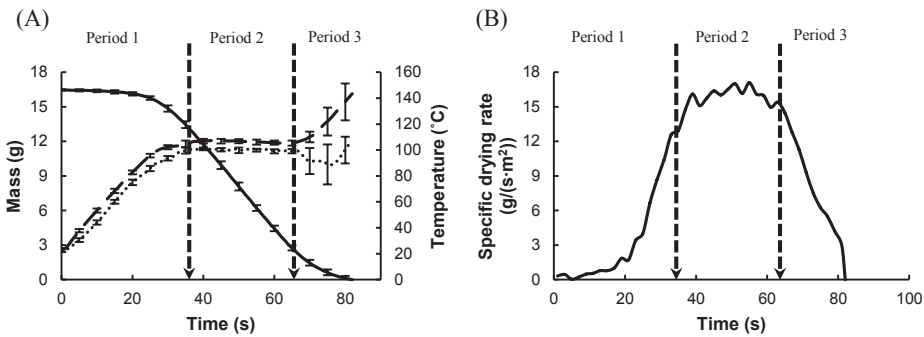 (A)
Period 1 Period 2 Period 3
18
15
12
9
6
3
0
Mass (g)
160
140
120
100
80
60
40
20
0
Temperature (˚C)
0 20 40 60 80
Time (s)
(B)
Period 1 Period 2 Period 3
18
15
12
9
6
3
0
Specific drying rate
(g/(s·m²))
0 20 40 60 80 100
Time (s)